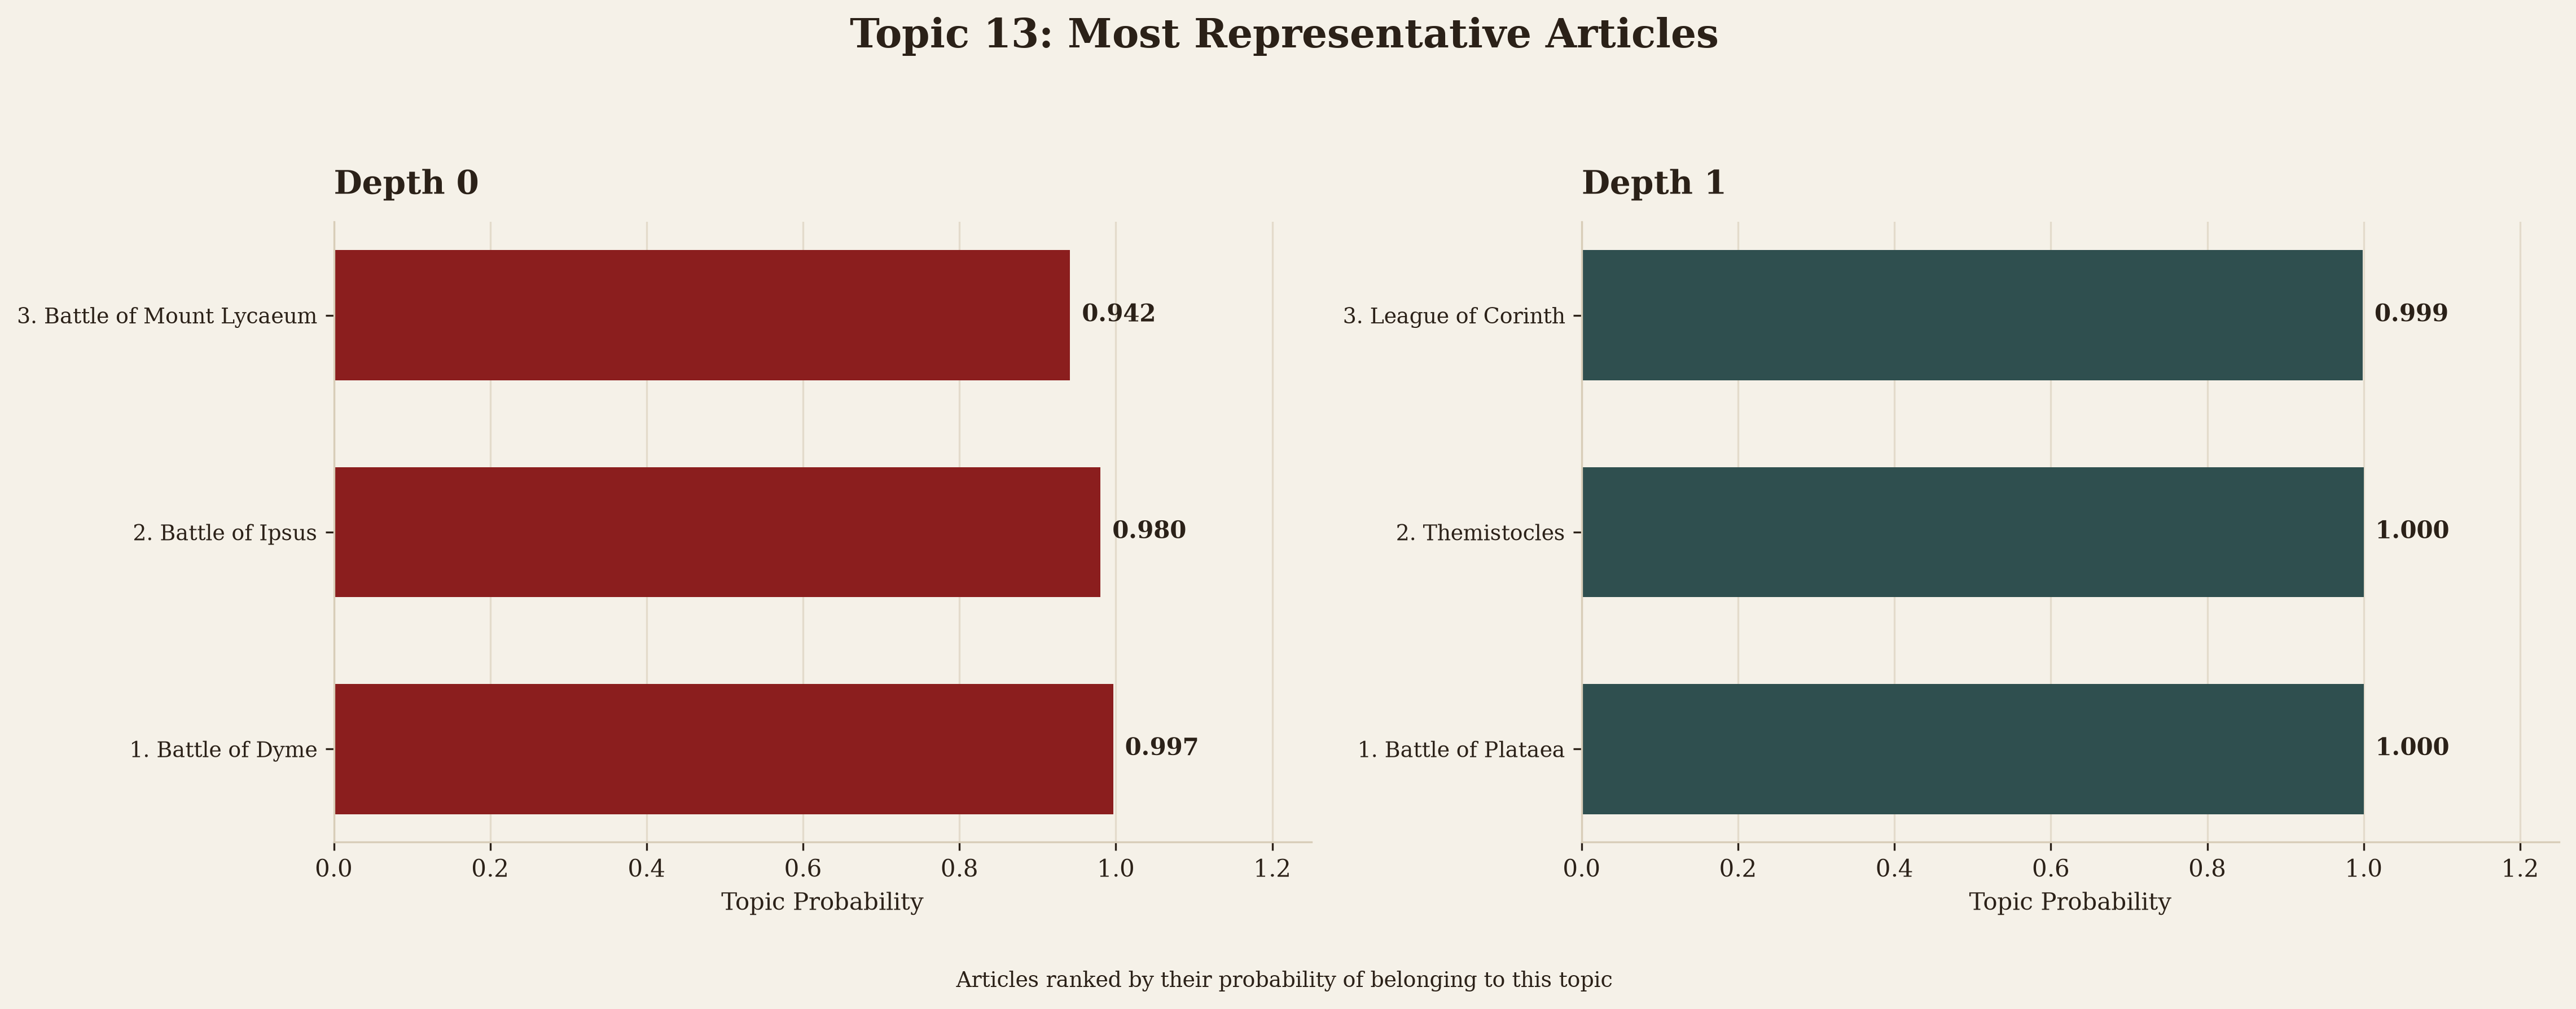 Topic 13: Most Representative Articles
Depth 0
3. Battle of Mount Lycaeum
0.942
2. Battle of Ipsus
0.980
1. Battle of Dyme
0.997
0.0 0.2 0.4 0.6 0.8 1.0 1.2
Topic Probability
Depth 1
3. League of Corinth
0.999
2. Themistocles
1.000
1. Battle of Plataea
1.000
0.0 0.2 0.4 0.6 0.8 1.0 1.2
Topic Probability
Articles ranked by their probability of belonging to this topic